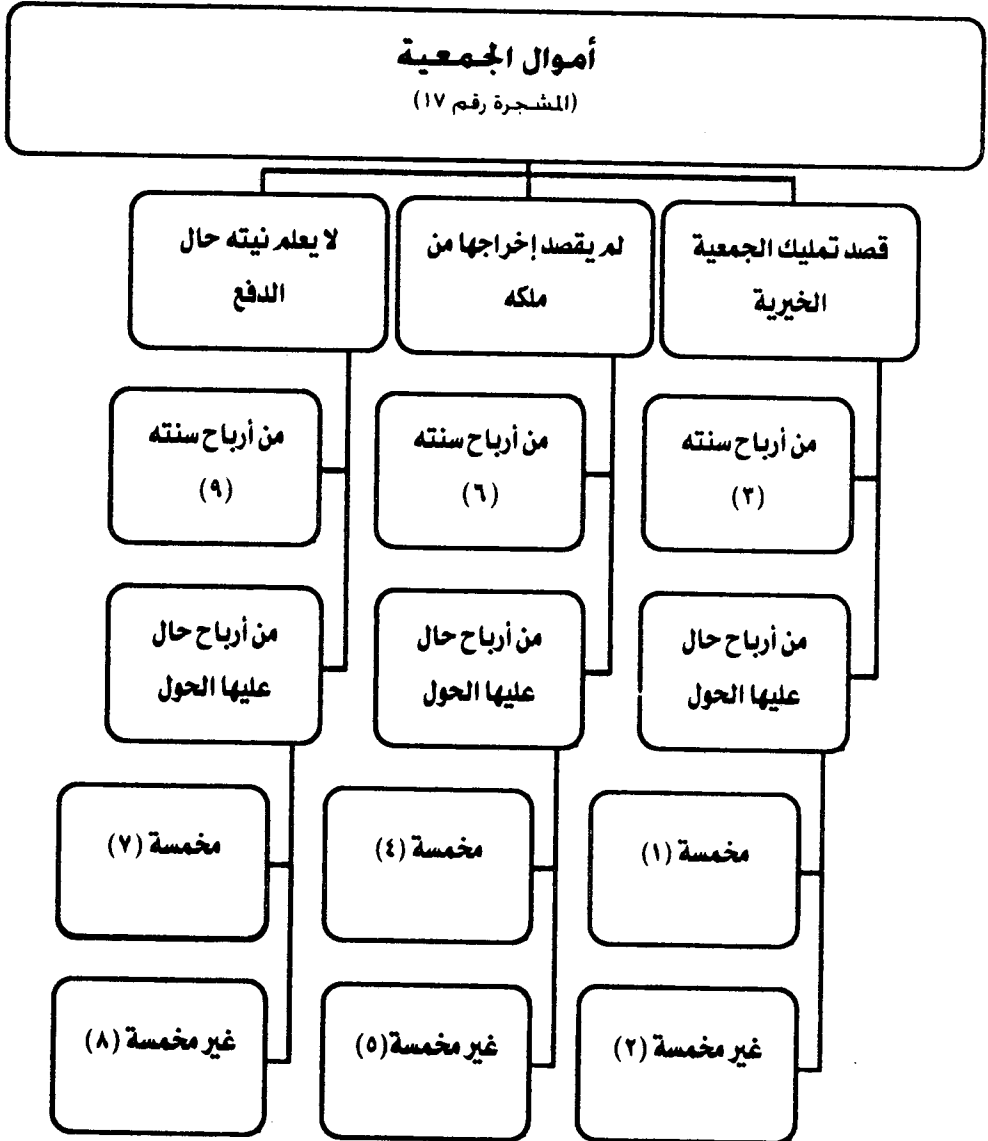 أموال الجمعية
(المشجرة رقم ١٧)
قصد تمليك الجمعية
الخيرية
لم يقصد إخراجها من
ملكه
لا يعلم نيته حال
الدفع
من أرباح سنته
(٣)
من أرباح سنته
(٦)
من أرباح سنته
(٩)
من أرباح حال
عليها الحول
من أرباح حال
عليها الحول
من أرباح حال
عليها الحول
مخمسة (١)
مخمسة (٤)
مخمسة (٧)
غير مخمسة (٢)
غير مخمسة(٥)
غير مخمسة (٨)